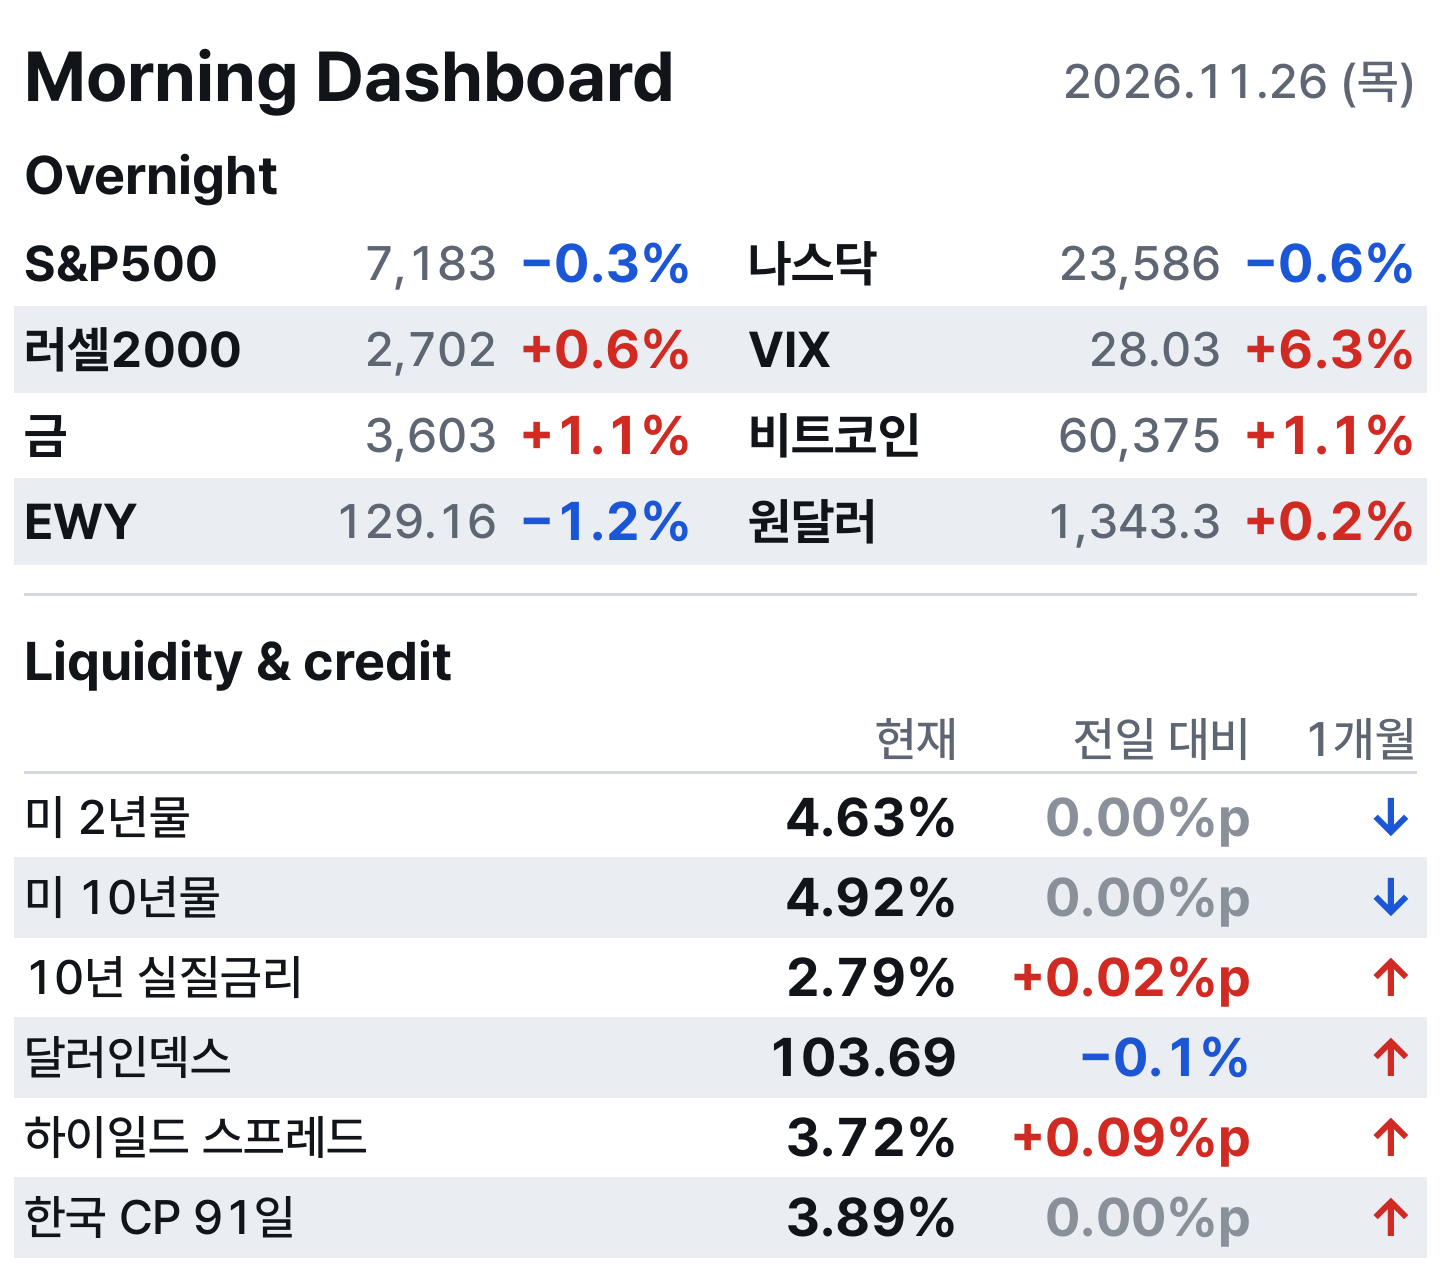 Morning Dashboard 2026.11.26 (목)
Overnight
S&P500 7,183 −0.3% 나스닥 23,586 −0.6%
러셀2000 2,702 +0.6% VIX 28.03 +6.3%
금 3,603 +1.1% 비트코인 60,375 +1.1%
EWY 129.16 −1.2% 원달러 1,343.3 +0.2%
Liquidity & credit
현재 전일 대비 1개월
미 2년물 4.63% 0.00%p ↓
미 10년물 4.92% 0.00%p ↓
10년 실질금리 2.79% +0.02%p ↑
달러인덱스 103.69 −0.1% ↑
하이일드 스프레드 3.72% +0.09%p ↑
한국 CP 91일 3.89% 0.00%p ↑